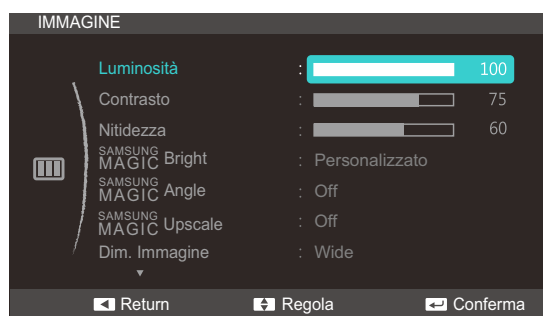 IMMAGINE
Luminosità : 100
Contrasto : 75
Nitidezza : 60
SAMSUNG MAGIC Bright : Personalizzato
SAMSUNG MAGIC Angle : Off
SAMSUNG MAGIC Upscale : Off
Dim. Immagine : Wide
Return Regola Conferma